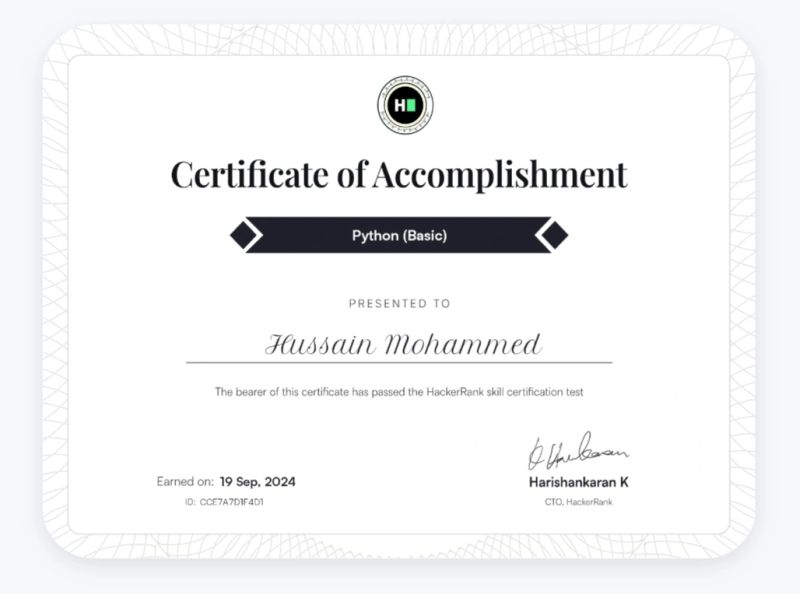 H
Certificate of Accomplishment
Python (Basic)
PRESENTED TO
Hussain Mohammed
The bearer of this certificate has passed the HackerRank skill certification test
Earned on: 19 Sep, 2024
ID: CCE7A7D1F4D1
Harishankaran K
CTO, HackerRank